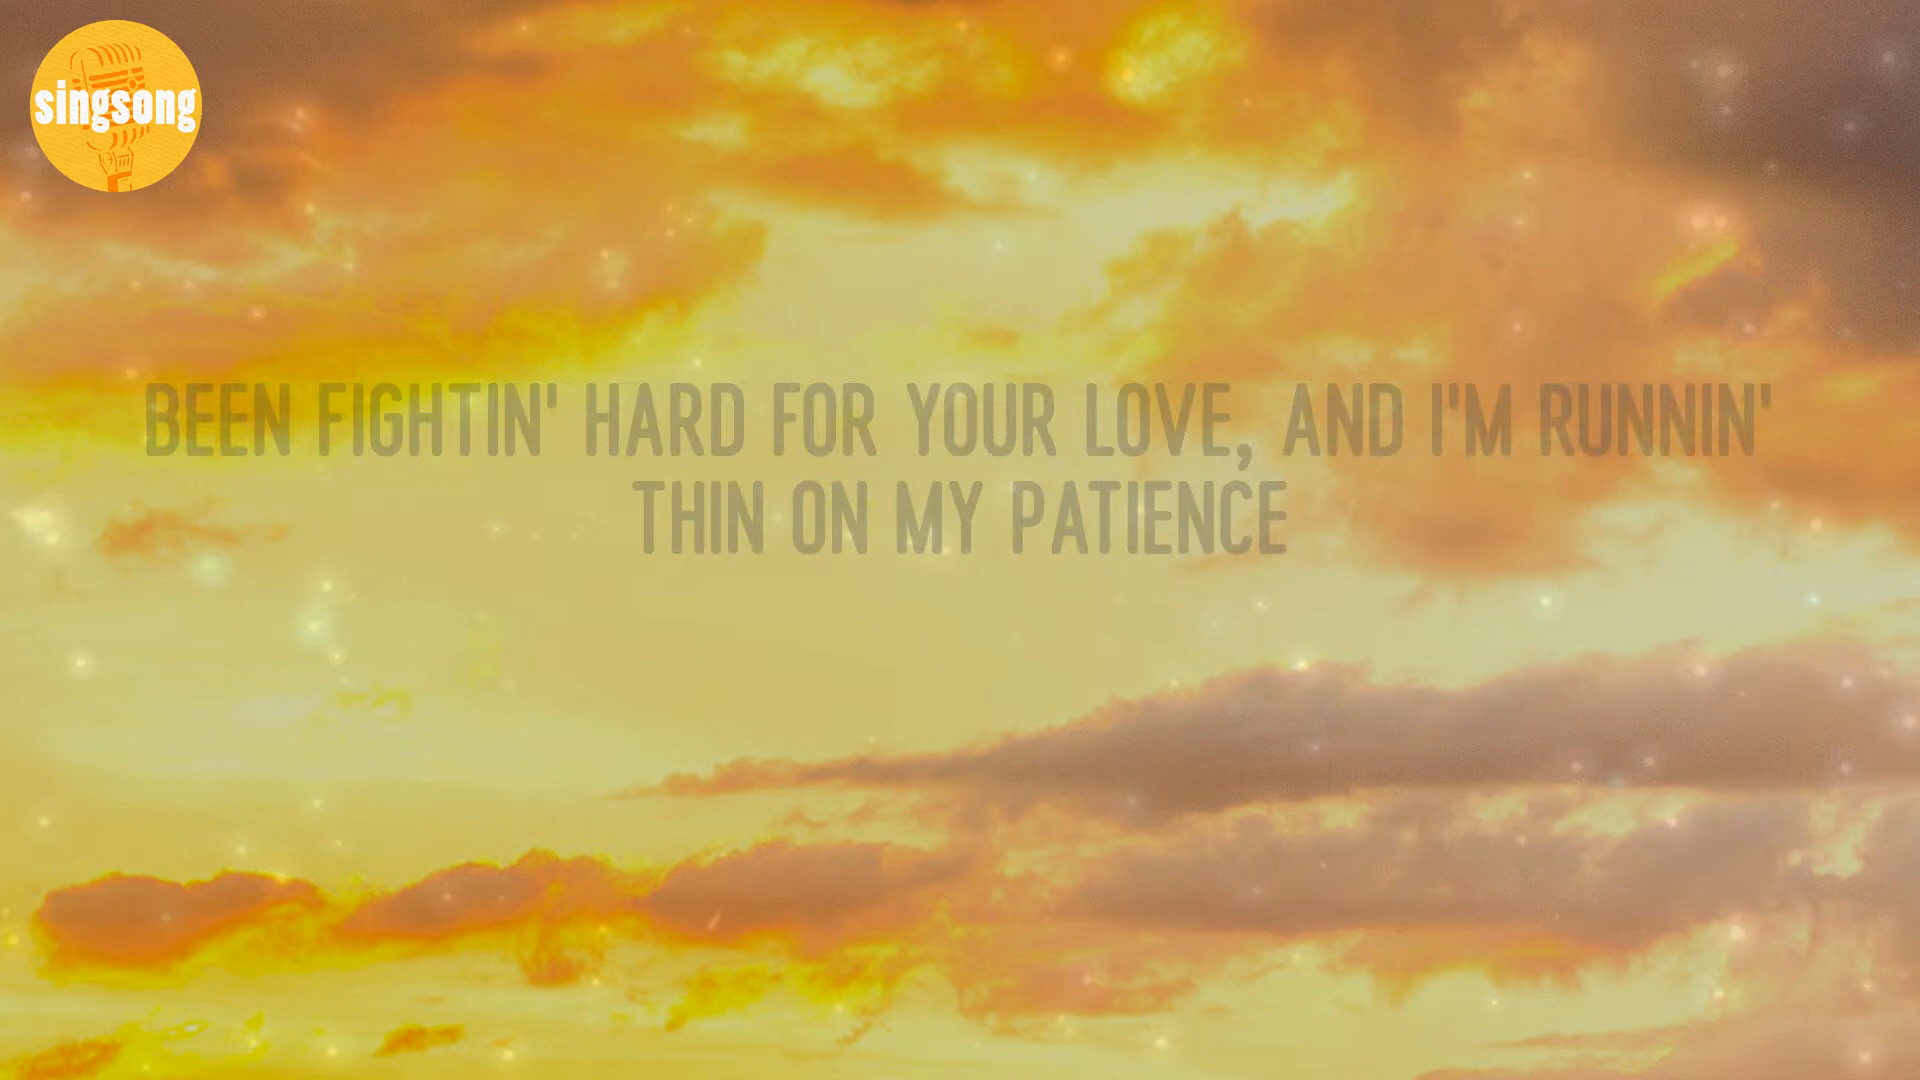 singsong
BEEN FIGHTIN' HARD FOR YOUR LOVE, AND I'M RUNNIN'
THIN ON MY PATIENCE